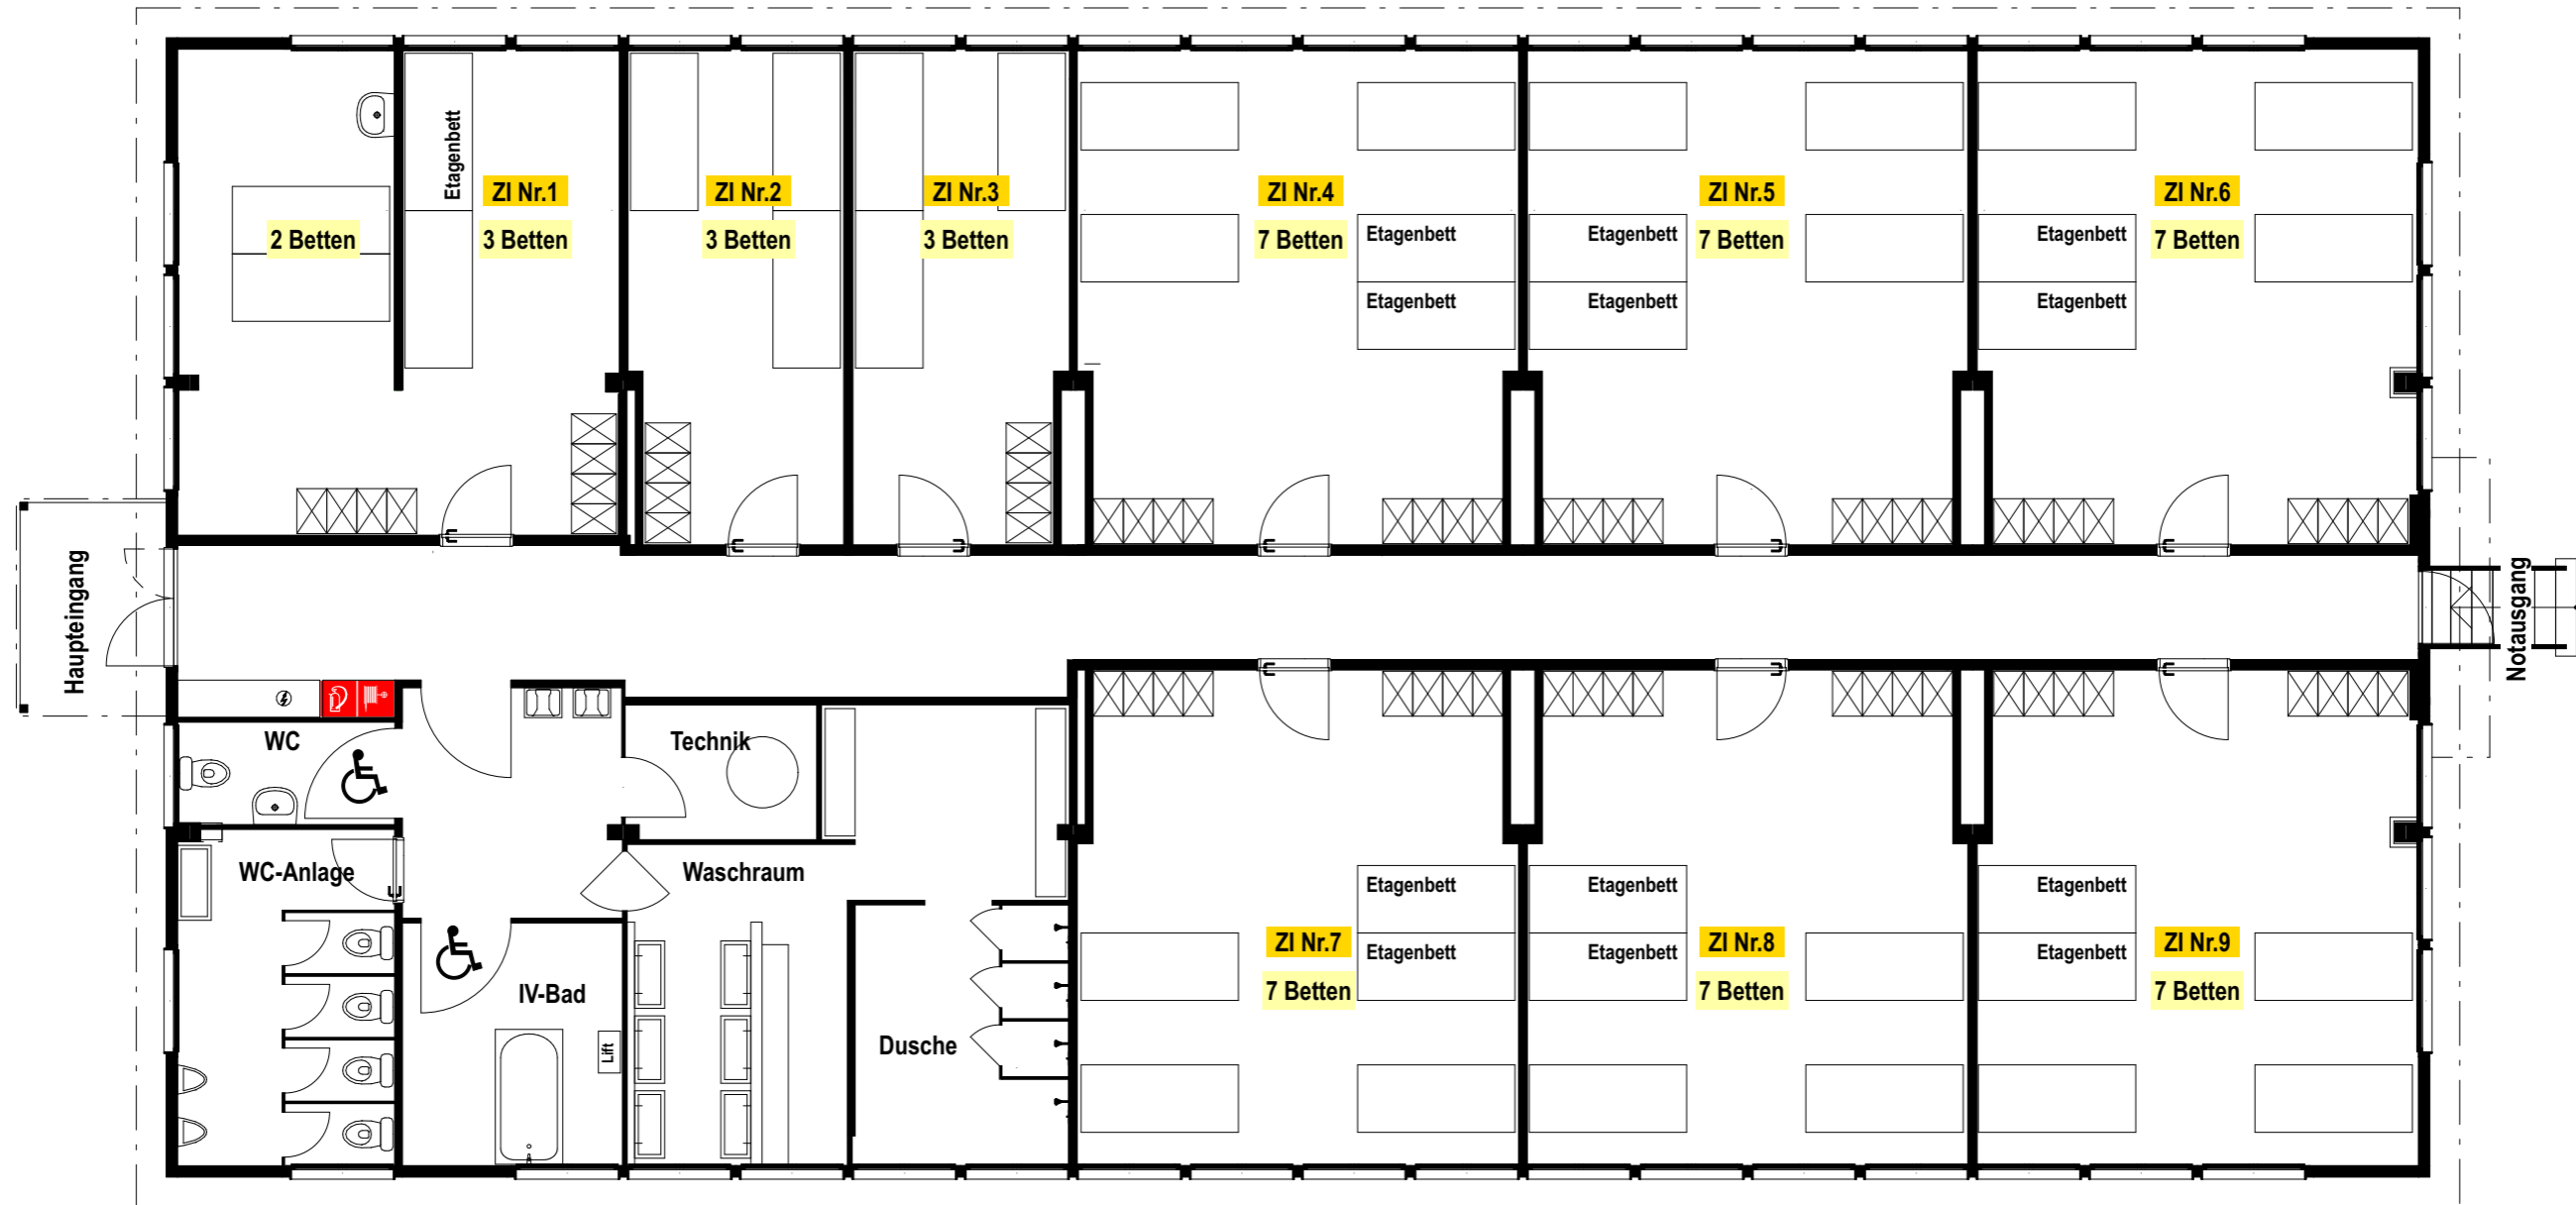 Etagenbett
ZI Nr.1
ZI Nr.2
ZI Nr.3
ZI Nr.4
ZI Nr.5
ZI Nr.6
2 Betten
3 Betten
3 Betten
3 Betten
7 Betten
Etagenbett
Etagenbett
7 Betten
Etagenbett
7 Betten
Etagenbett
Etagenbett
Etagenbett
Haupteingang
Notausgang
WC
Technik
WC-Anlage
Waschraum
Etagenbett
Etagenbett
Etagenbett
ZI Nr.7
Etagenbett
Etagenbett
ZI Nr.8
Etagenbett
ZI Nr.9
7 Betten
7 Betten
7 Betten
IV-Bad
Lift
Dusche